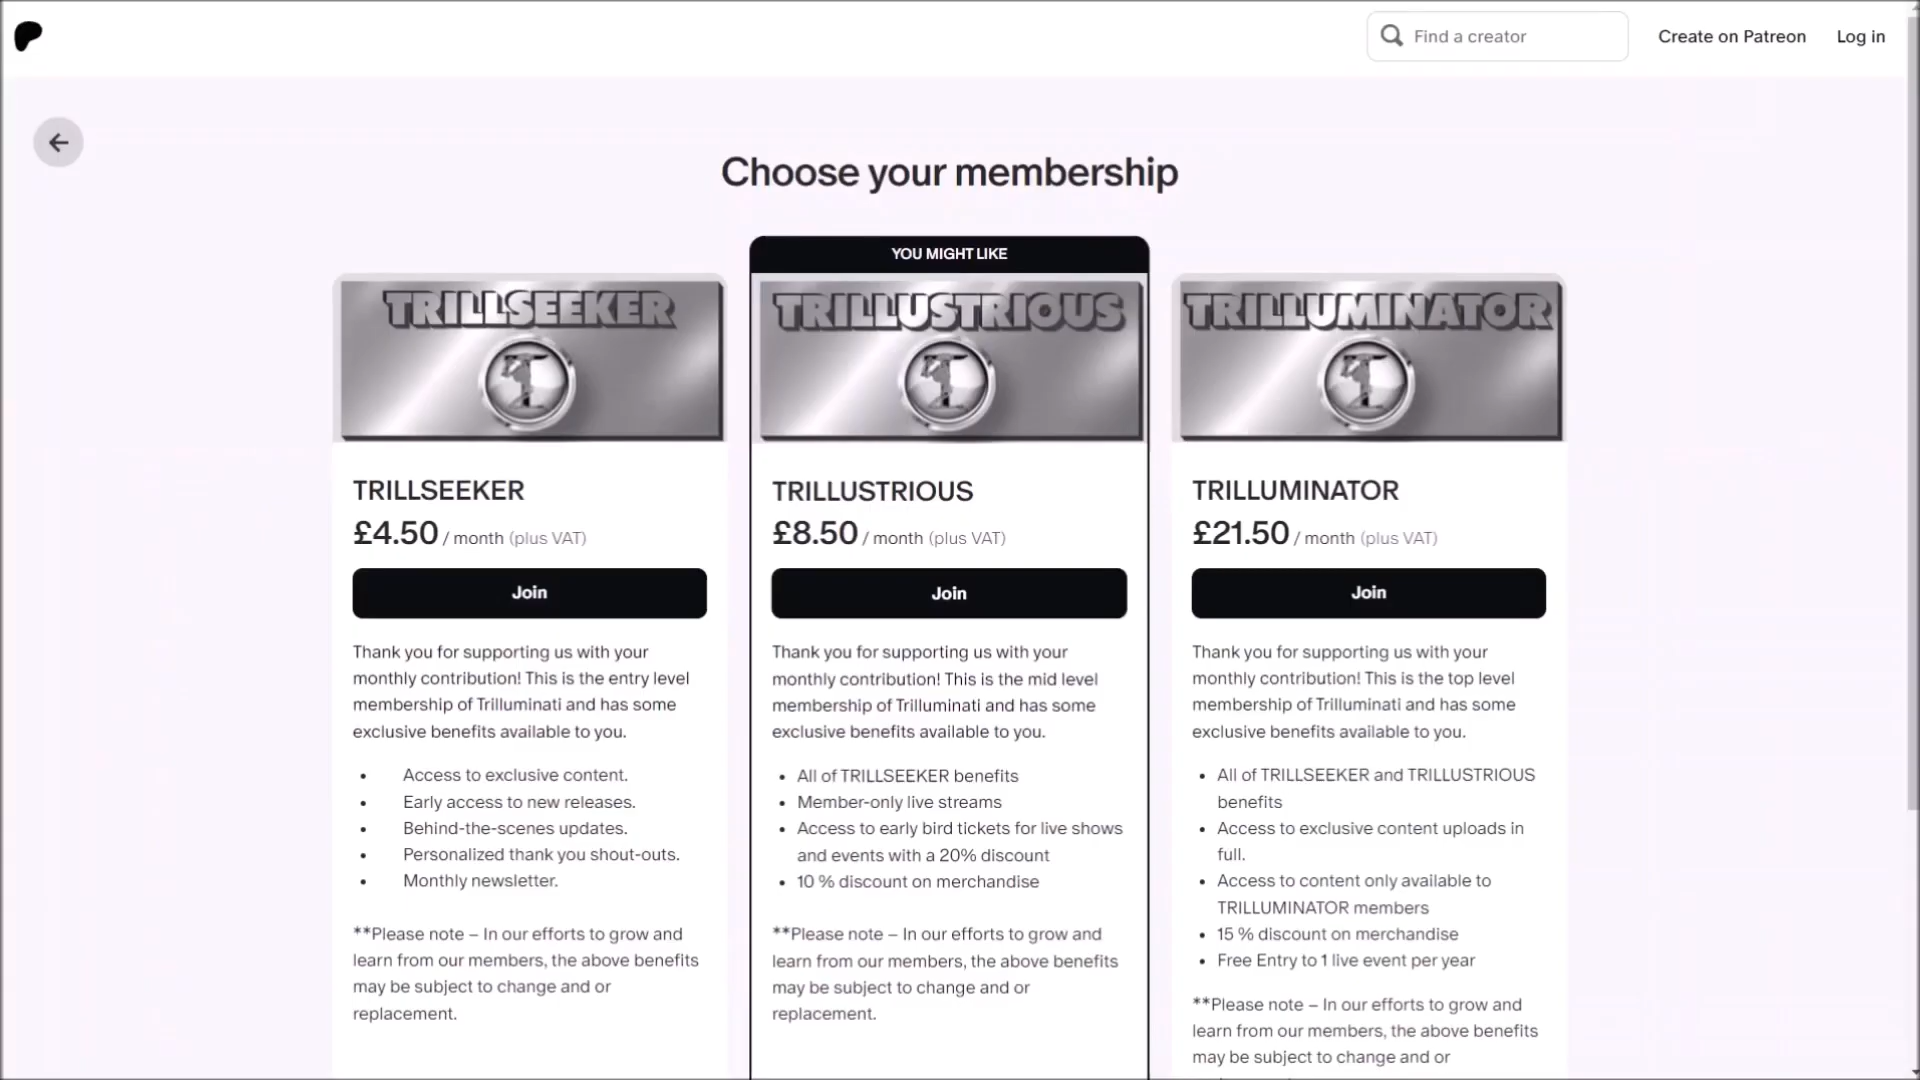 Find a creator
Create on Patreon
Log in
Choose your membership
YOU MIGHT LIKE
TRILLSEEKER
T
TRILLSEEKER
£4.50 / month (plus VAT)
Join
Thank you for supporting us with your
monthly contribution! This is the entry level
membership of Trilluminati and has some
exclusive benefits available to you.
• Access to exclusive content.
• Early access to new releases.
• Behind-the-scenes updates.
• Personalized thank you shout-outs.
• Monthly newsletter.
**Please note – In our efforts to grow and
learn from our members, the above benefits
may be subject to change and or
replacement.
TRILLUSTRIOUS
T
TRILLUSTRIOUS
£8.50 / month (plus VAT)
Join
Thank you for supporting us with your
monthly contribution! This is the mid level
membership of Trilluminati and has some
exclusive benefits available to you.
• All of TRILLSEEKER benefits
• Member-only live streams
• Access to early bird tickets for live shows
and events with a 20% discount
• 10 % discount on merchandise
**Please note – In our efforts to grow and
learn from our members, the above benefits
may be subject to change and or
replacement.
TRILLUMINATOR
T
TRILLUMINATOR
£21.50 / month (plus VAT)
Join
Thank you for supporting us with your
monthly contribution! This is the top level
membership of Trilluminati and has some
exclusive benefits available to you.
• All of TRILLSEEKER and TRILLUSTRIOUS
benefits
• Access to exclusive content uploads in
full.
• Access to content only available to
TRILLUMINATOR members
• 15 % discount on merchandise
• Free Entry to 1 live event per year
**Please note – In our efforts to grow and
learn from our members, the above benefits
may be subject to change and or